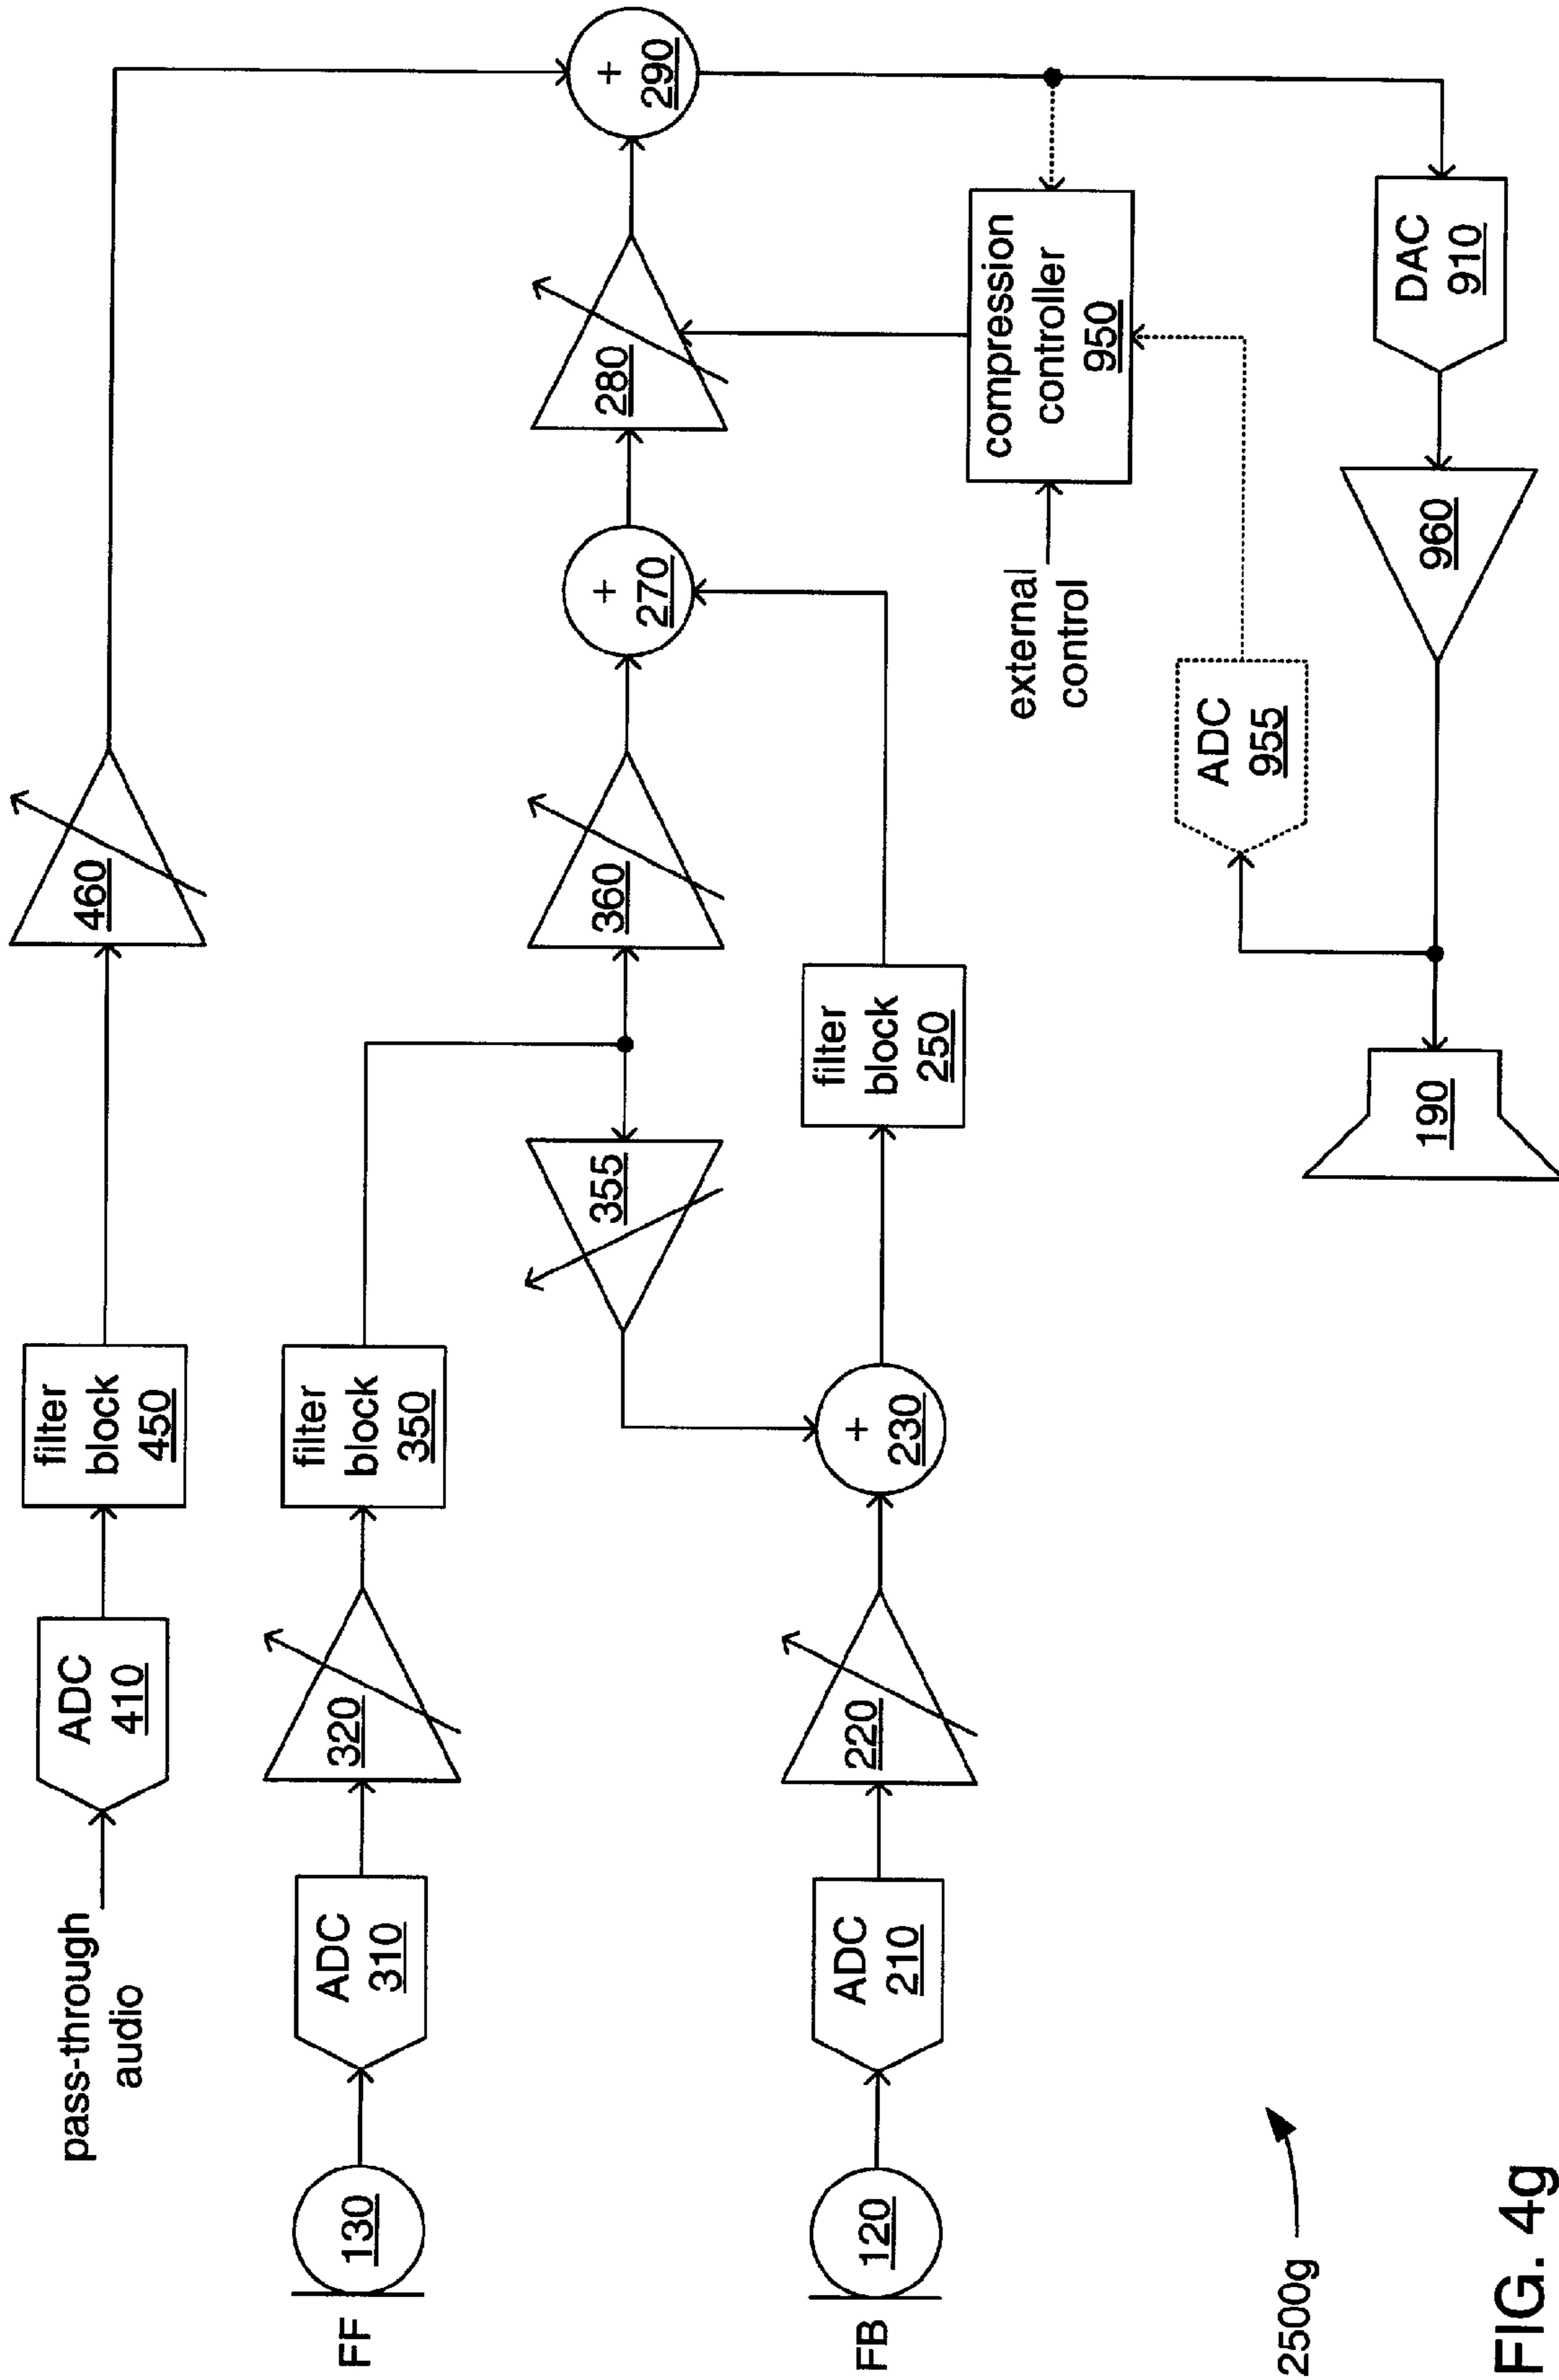 pass-through
audio
ADC
410
filter
block
450
460
FF
130
ADC
310
320
filter
block
350
355
360
+
270
280
+
290
FB
120
ADC
210
220
+
230
filter
block
250
external
control
compression
controller
950
ADC
955
190
960
DAC
910
2500g
FIG. 4g